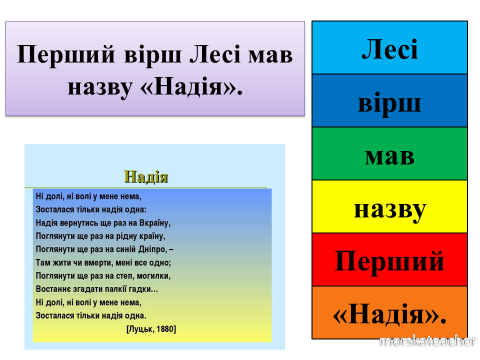 Перший вірш Лесі мав
назву «Надія».
Надія
Ні долі, ні волі у мене нема,
Зосталася тільки надія одна:
Надія вернутись ще раз на Вкраїну,
Поглянути ще раз на рідну країну,
Поглянути ще раз на синій Дніпро, –
Там жити чи вмерти, мені все одно;
Поглянути ще раз на степ, могилки,
Востаннє згадати палкії гадки…
Ні долі, ні волі у мене нема,
Зосталася тільки надія одна.
[Луцьк, 1880]
Лесі
вірш
мав
назву
Перший
«Надія».
morskateacher